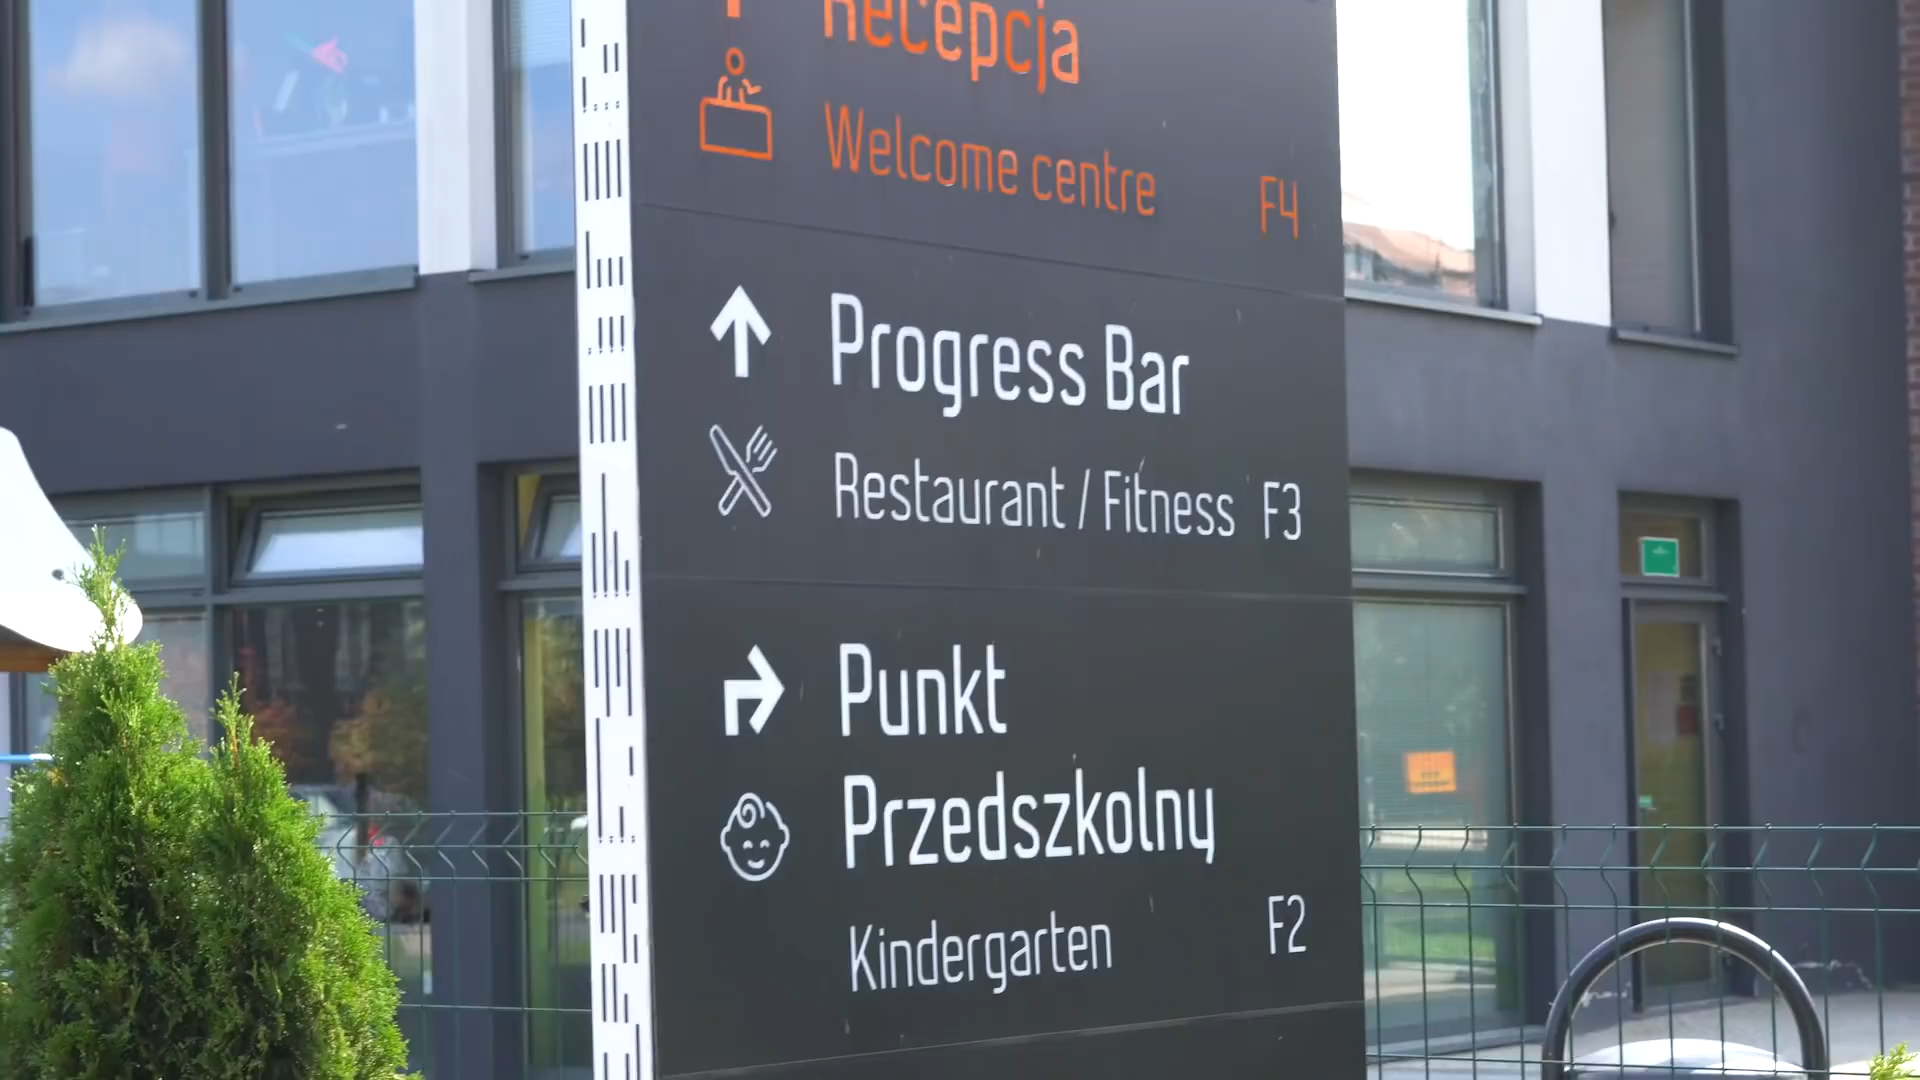 Recepcja
Welcome centre F4
Progress Bar
Restaurant / Fitness F3
Punkt
Przedszkolny
Kindergarten F2